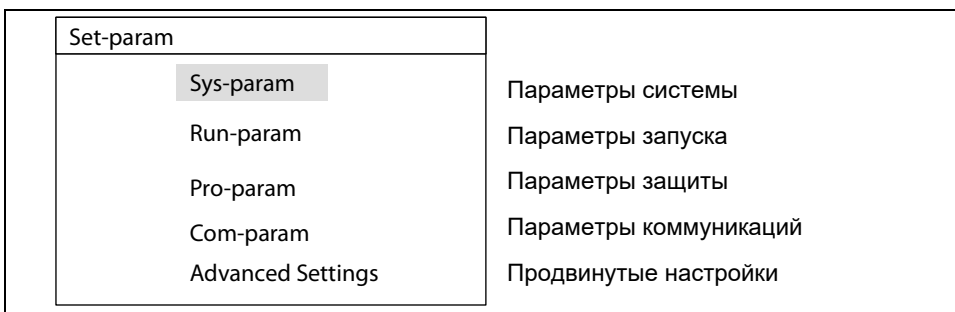 Set-param
Sys-param Параметры системы
Run-param Параметры запуска
Pro-param Параметры защиты
Com-param Параметры коммуникаций
Advanced Settings Продвинутые настройки